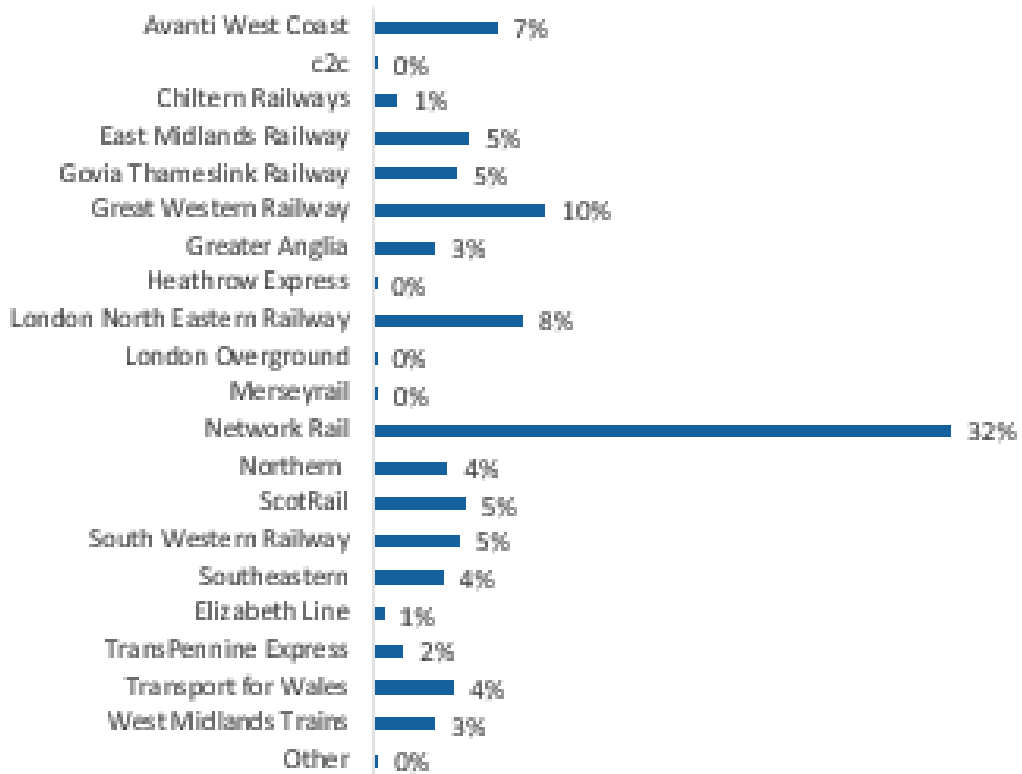 Avanti West Coast 7%
c2c 0%
Chiltern Railways 1%
East Midlands Railway 5%
Govia Thameslink Railway 5%
Great Western Railway 10%
Greater Anglia 3%
Heathrow Express 0%
London North Eastern Railway 8%
London Overground 0%
Merseyrail 0%
Network Rail 32%
Northern 4%
ScotRail 5%
South Western Railway 5%
Southeastern 4%
Elizabeth Line 1%
TransPennine Express 2%
Transport for Wales 4%
West Midlands Trains 3%
Other 0%